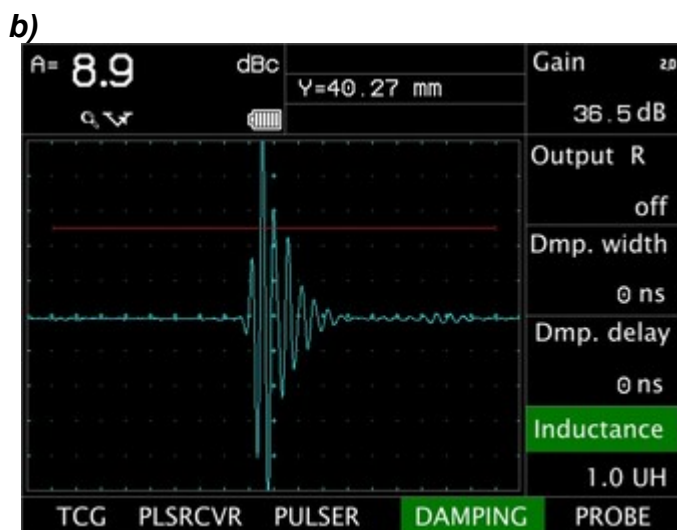 b)
A= 8.9 dBc
Y=40.27 mm
Gain 2.0
36.5 dB
Output R
off
Dmp. width
0 ns
Dmp. delay
0 ns
Inductance
1.0 UH
TCG PLSRCVR PULSER DAMPING PROBE